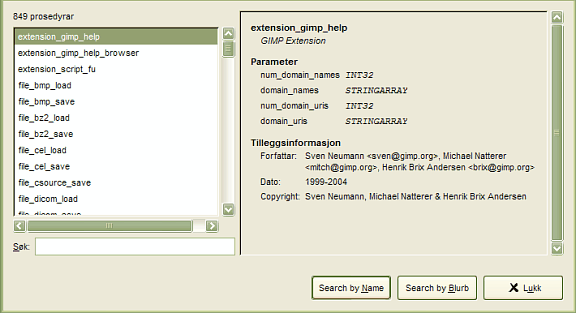 849 prosedyrar
extension_gimp_help
extension_gimp_help_browser
extension_script_fu
file_bmp_load
file_bmp_save
file_bz2_load
file_bz2_save
file_cel_load
file_cel_save
file_csource_save
file_dicom_load
file_dicom_save
Søk:
extension_gimp_help
GIMP Extension
Parameter
num_domain_names INT32
domain_names STRINGARRAY
num_domain_uris INT32
domain_uris STRINGARRAY
Tilleggsinformasjon
Forfattar: Sven Neumann <sven@gimp.org>, Michael Natterer
<mitch@gimp.org>, Henrik Brix Andersen <brix@gimp.org>
Dato: 1999-2004
Copyright: Sven Neumann, Michael Natterer & Henrik Brix Andersen
Search by Name
Search by Blurb
Lukk